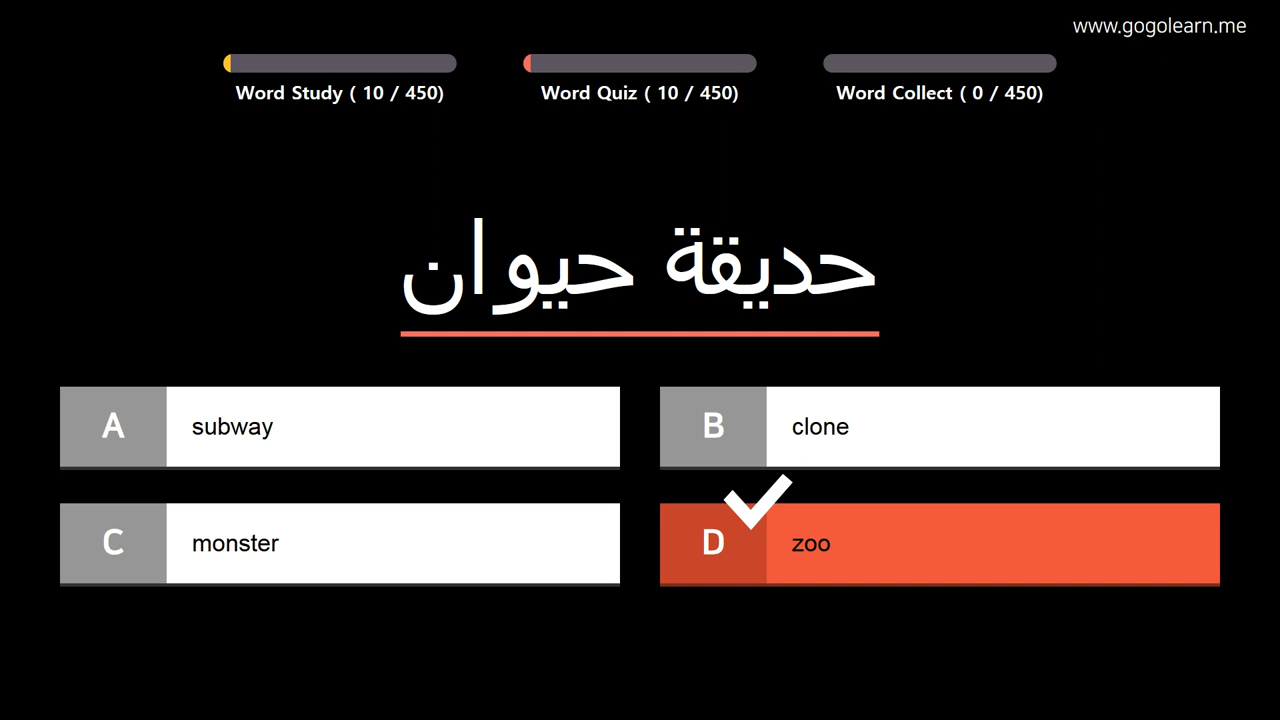 www.gogolearn.me
Word Study ( 10 / 450)
Word Quiz ( 10 / 450)
Word Collect ( 0 / 450)
حديقة حيوان
A subway
B clone
C monster
D zoo